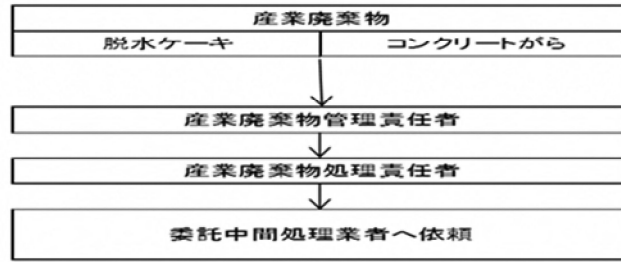 産業廃棄物
脱水ケーキ
コンクリートがら
産業廃棄物管理責任者
産業廃棄物処理責任者
委託中間処理業者へ依頼